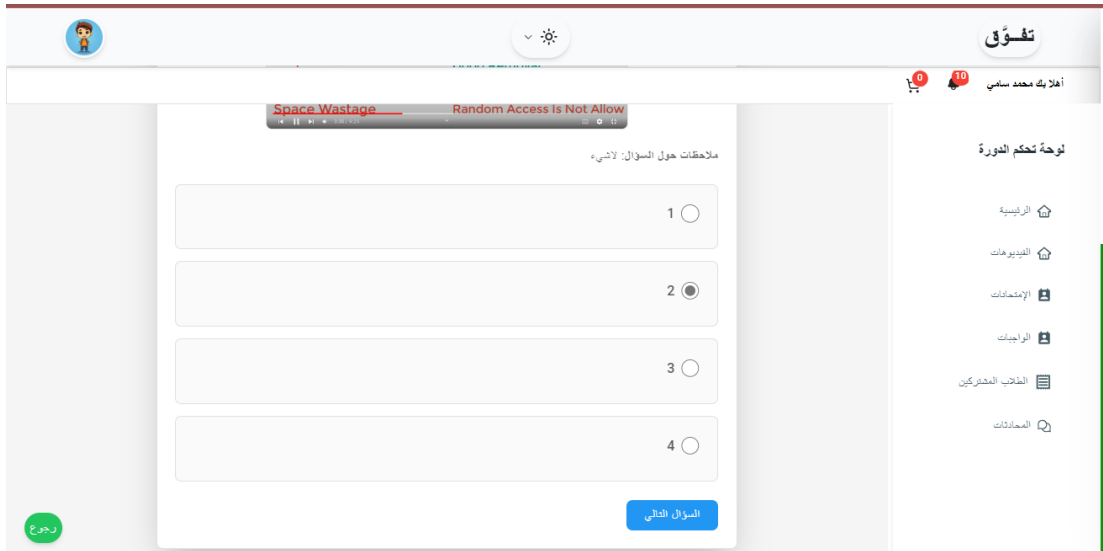 تفــوَّق
أهلا بك محمد سامي
10
0
لوحة تحكم الدورة
الرئيسية
الفيديوهات
الإمتحانات
الواجبات
الطلاب المشتركين
المحادثات
Space Wastage
Random Access Is Not Allow
ملاحظات حول السؤال: لاشيء
1
2
3
4
السؤال التالي
رجوع